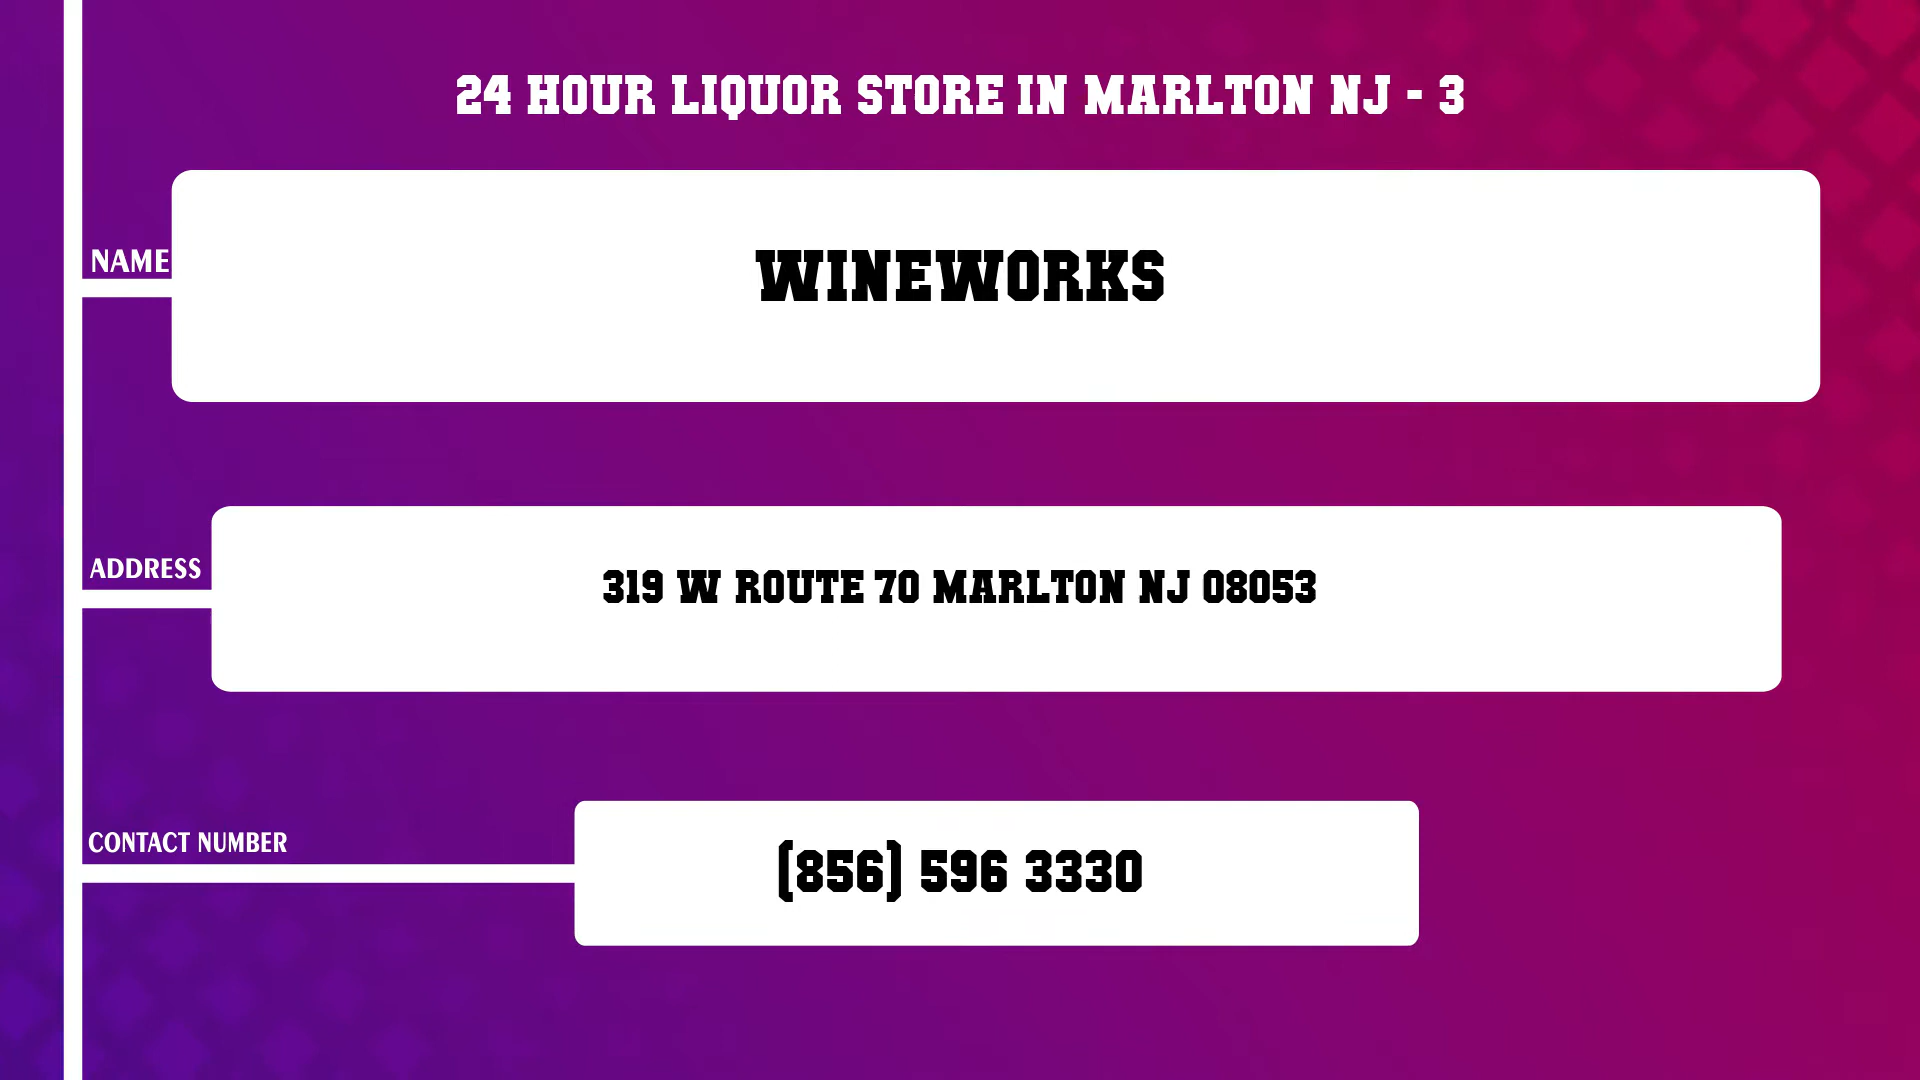 24 HOUR LIQUOR STORE IN MARLTON NJ - 3
NAME
WINEWORKS
ADDRESS
319 W ROUTE 70 MARLTON NJ 08053
CONTACT NUMBER
(856) 596 3330